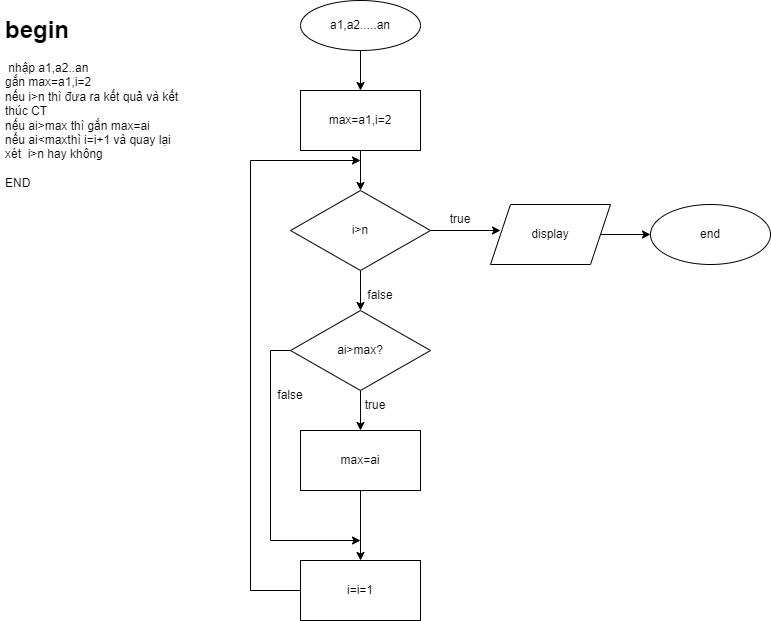 begin
nhập a1,a2..an
gắn max=a1,i=2
nếu i>n thì đưa ra kết quả và kết
thúc CT
nếu ai>max thì gắn max=ai
nếu ai<maxthì i=i+1 và quay lại
xét  i>n hay không
END
a1,a2.....an
max=a1,i=2
i>n
true
display
end
false
ai>max?
false
true
max=ai
i=i=1